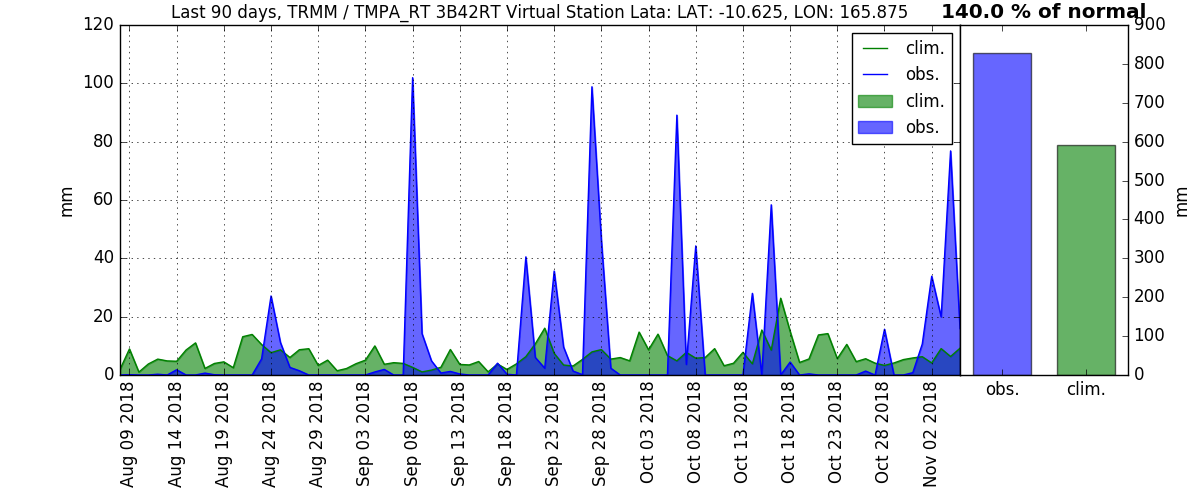 Last 90 days, TRMM / TMPA_RT 3B42RT Virtual Station Lata: LAT: -10.625, LON: 165.875
140.0 % of normal
120
100
80
60
40
20
0
mm
clim.
obs.
clim.
obs.
900
800
700
600
500
400
300
200
100
0
mm
obs.
clim.
Aug 09 2018
Aug 14 2018
Aug 19 2018
Aug 24 2018
Aug 29 2018
Sep 03 2018
Sep 08 2018
Sep 13 2018
Sep 18 2018
Sep 23 2018
Sep 28 2018
Oct 03 2018
Oct 08 2018
Oct 13 2018
Oct 18 2018
Oct 23 2018
Oct 28 2018
Nov 02 2018